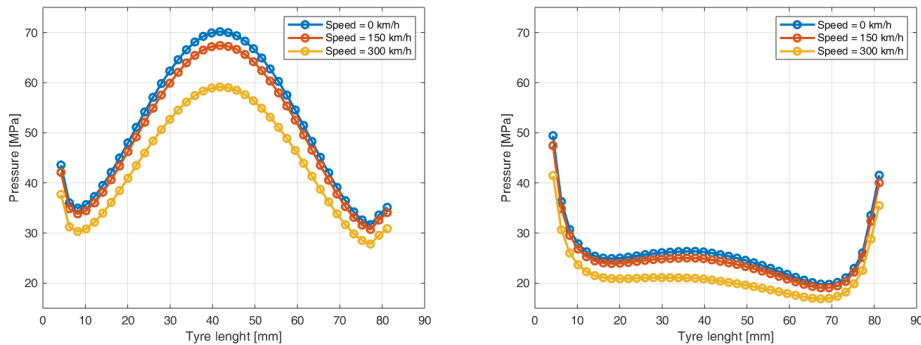 Speed = 0 km/h
Speed = 150 km/h
Speed = 300 km/h
70
60
50
40
30
20
Pressure [MPa]
0 10 20 30 40 50 60 70 80 90
Tyre lenght [mm]
Speed = 0 km/h
Speed = 150 km/h
Speed = 300 km/h
70
60
50
40
30
20
Pressure [MPa]
0 10 20 30 40 50 60 70 80 90
Tyre lenght [mm]